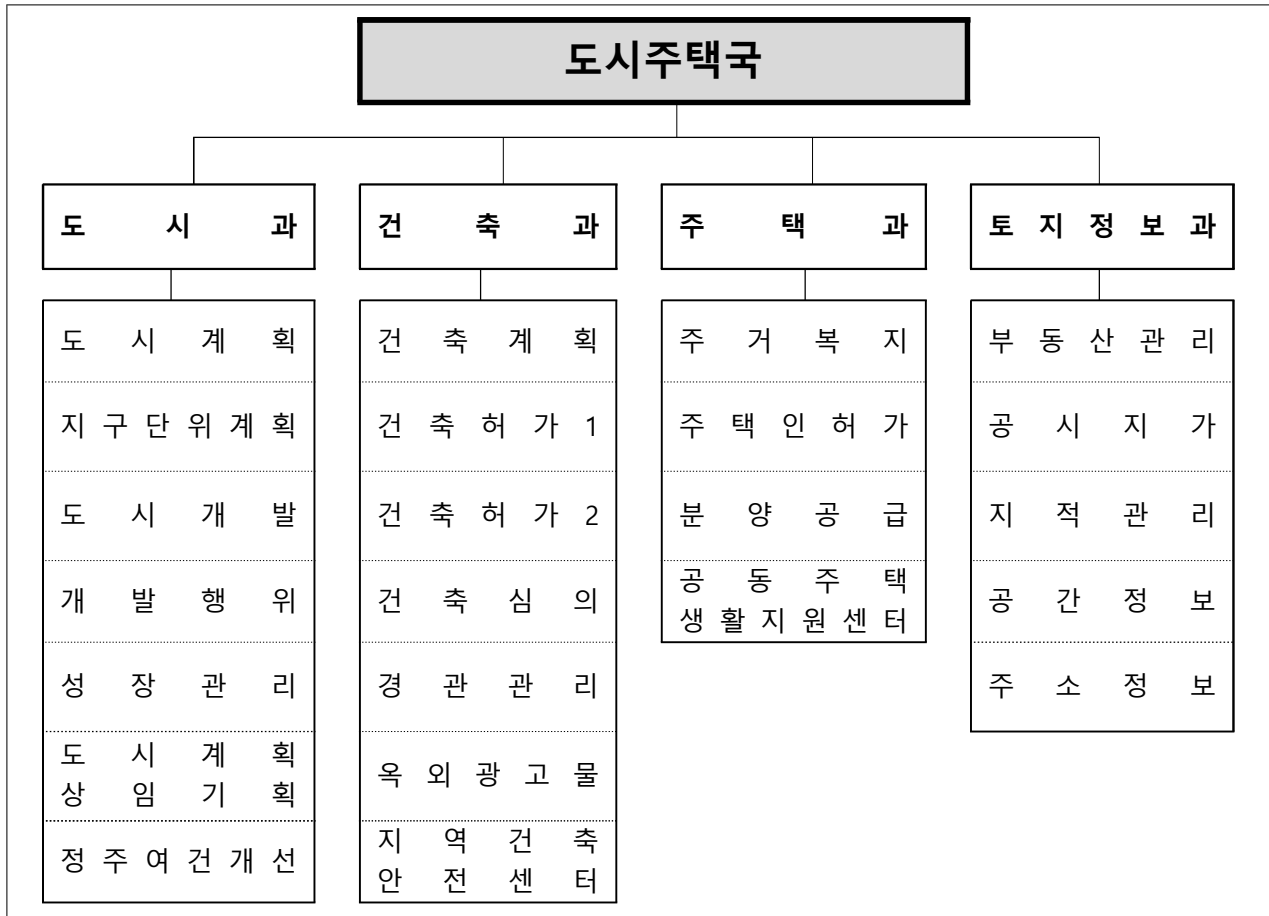 도시주택국
도시과
도시계획
지구단위계획
도시개발
개발행위
성장관리
도시계획
상임기획
정주여건개선
건축과
건축계획
건축허가1
건축허가2
건축심의
경관관리
옥외광고물
지역건축
안전센터
주택과
주거복지
주택인허가
분양공급
공동주택
생활지원센터
토지정보과
부동산관리
공시지가
지적관리
공간정보
주소정보